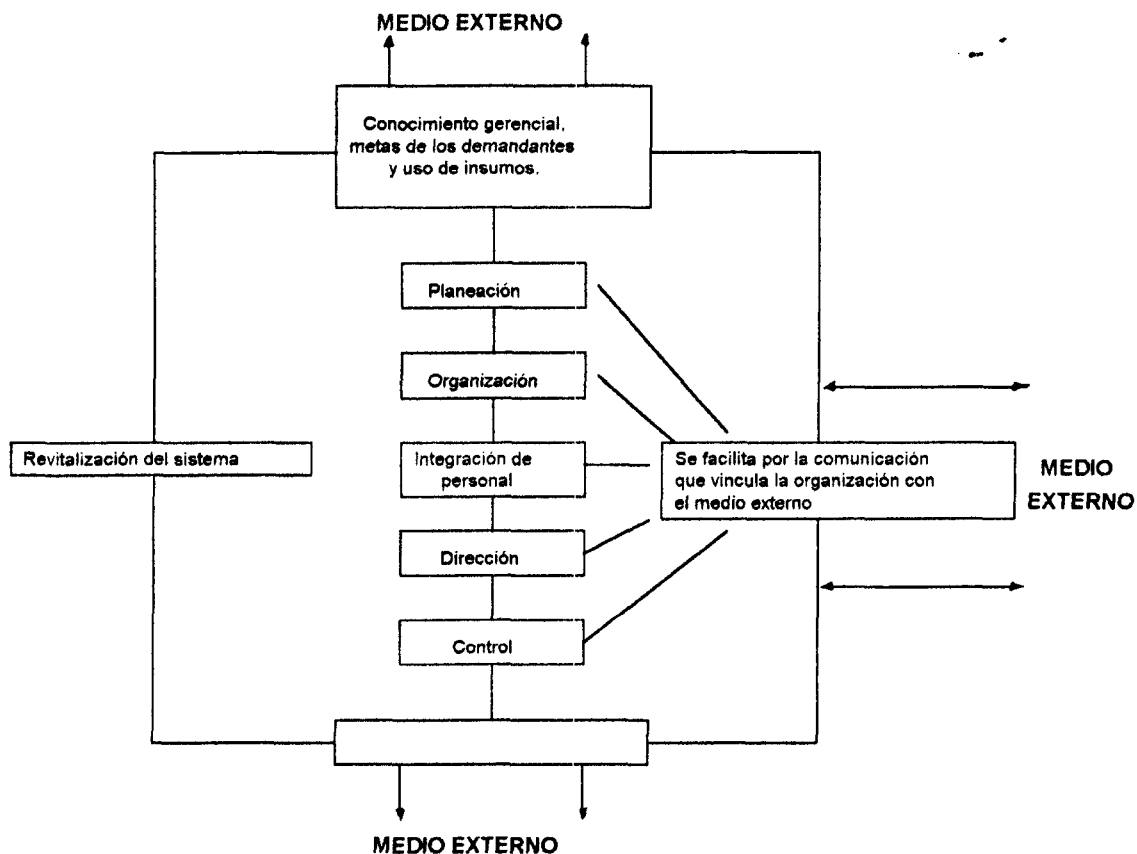 MEDIO EXTERNO
Conocimiento gerencial,
metas de los demandantes
y uso de insumos.
Planeación
Organización
Revitalización del sistema
Integración de
personal
Se facilita por la comunicación
que vincula la organización con
el medio externo
MEDIO
EXTERNO
Dirección
Control
MEDIO EXTERNO